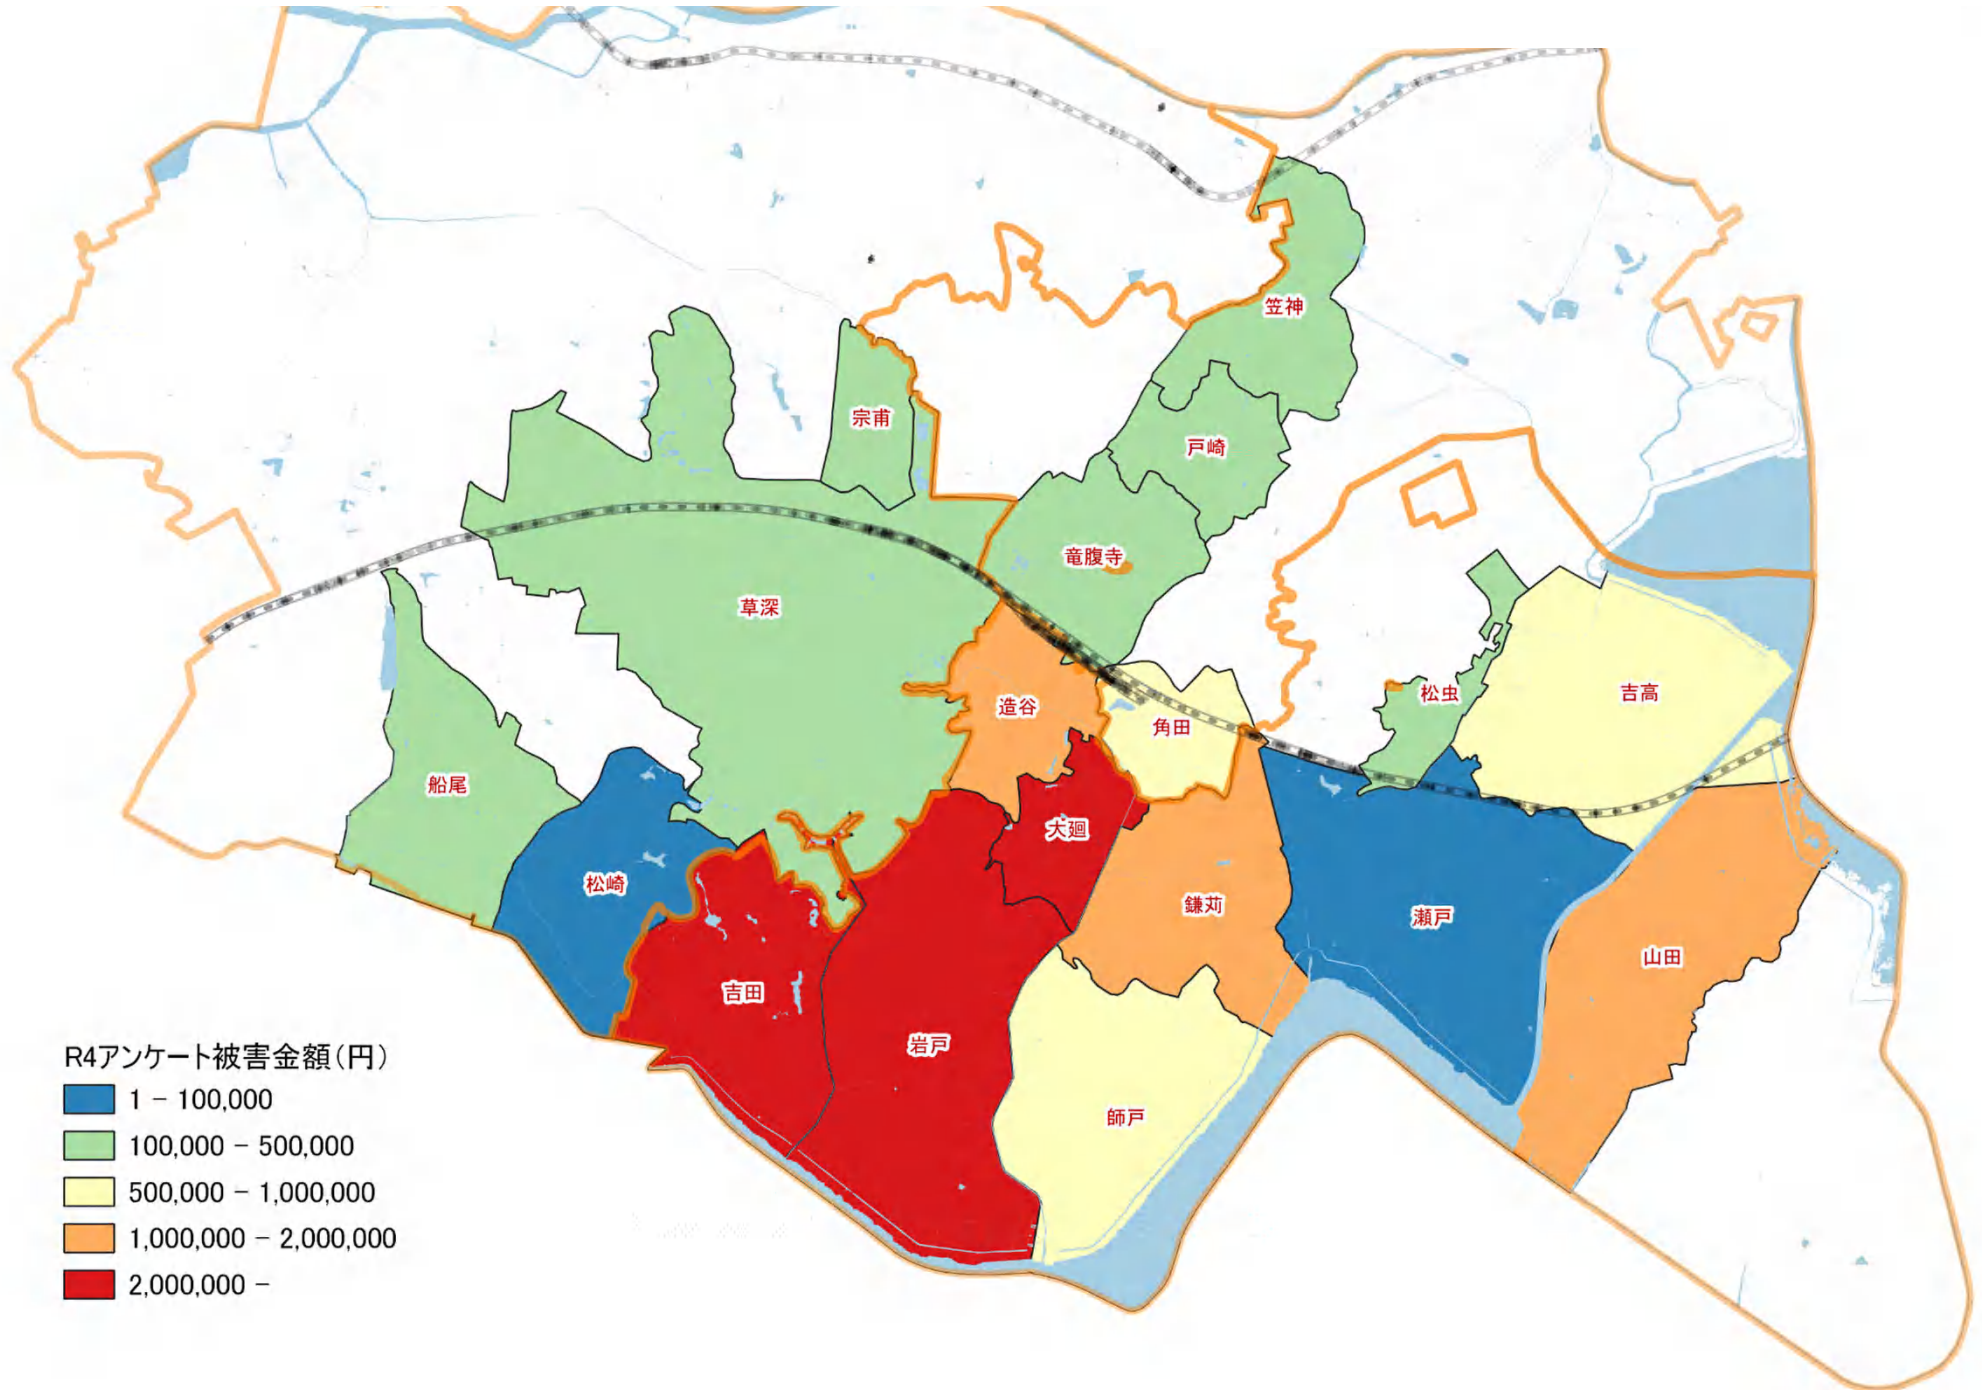 笠神
宗甫
戸崎
竜腹寺
草深
松虫
吉高
造谷
角田
船尾
大廻
松崎
鎌苅
瀬戸
山田
吉田
岩戸
師戸
R4アンケート被害金額(円)
1 - 100,000
100,000 - 500,000
500,000 - 1,000,000
1,000,000 - 2,000,000
2,000,000 -